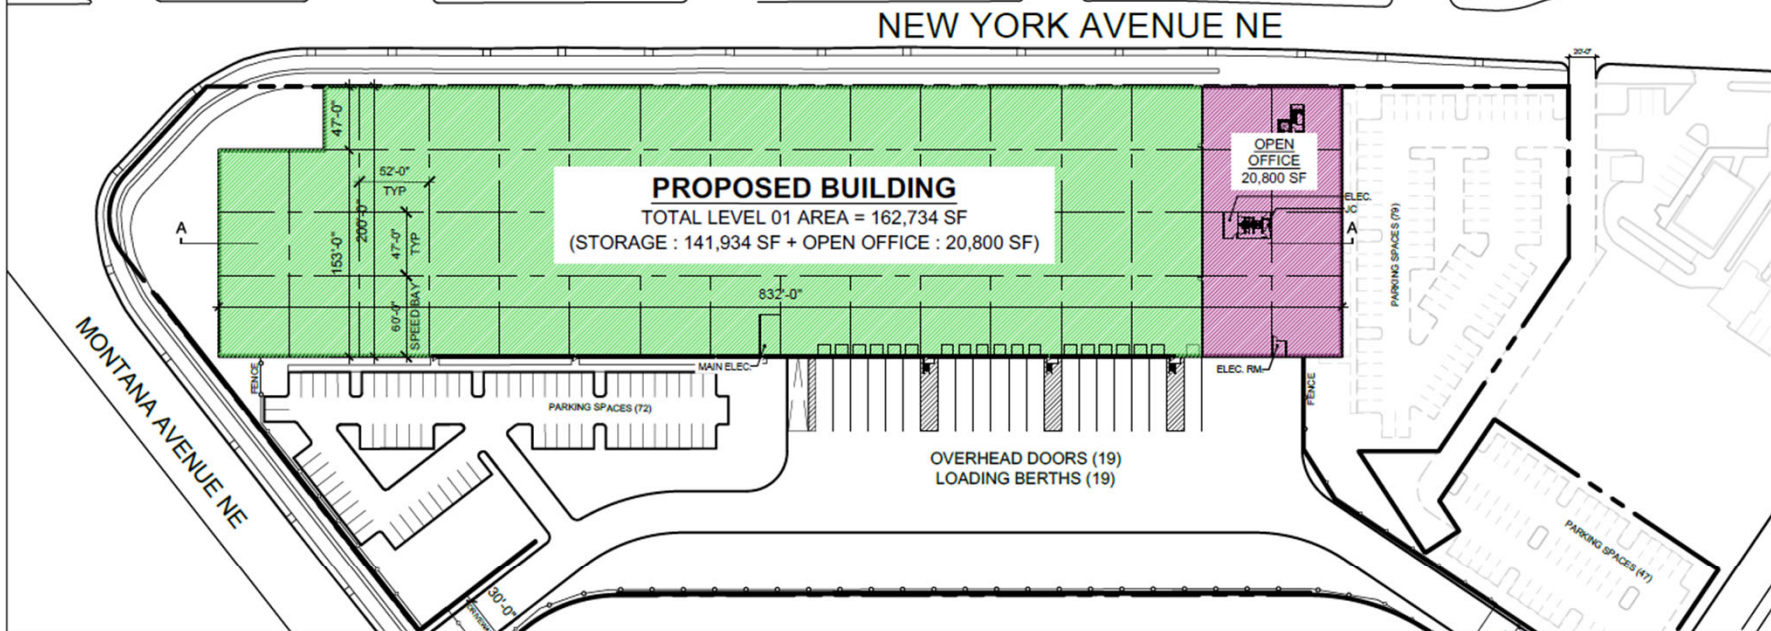 NEW YORK AVENUE NE
20'-0"
47'-0"
52'-0"
TYP
200'-0"
153'-0"
47'-0"
TYP
60'-0"
SPEED BAY
A
PROPOSED BUILDING
TOTAL LEVEL 01 AREA = 162,734 SF
(STORAGE : 141,934 SF + OPEN OFFICE : 20,800 SF)
832'-0"
OPEN
OFFICE
20,800 SF
ELEC.
A
PARKING SPACES (79)
MONTANA AVENUE NE
FENCE
MAIN ELEC.
ELEC. RM.
FENCE
PARKING SPACES (72)
OVERHEAD DOORS (19)
LOADING BERTHS (19)
PARKING SPACES (47)
30'-0"